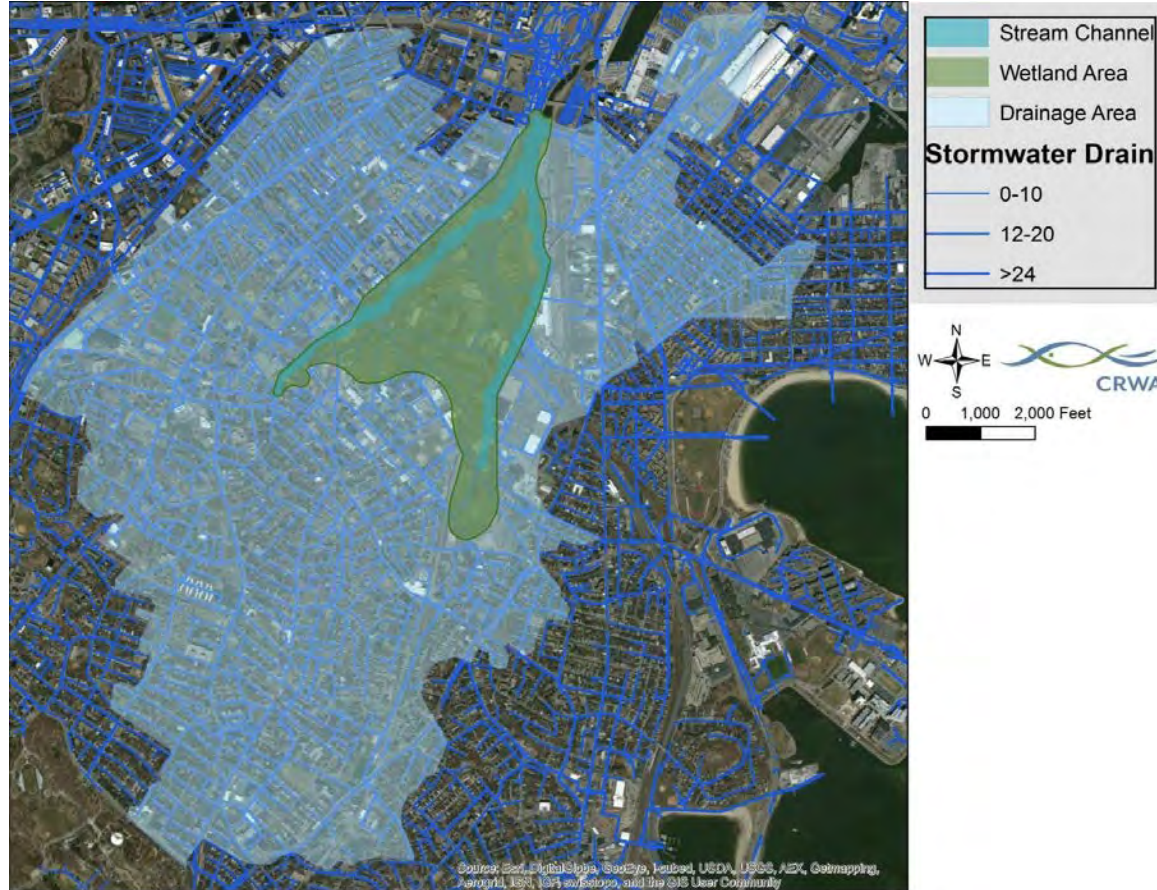 Stream Channel
Wetland Area
Drainage Area
Stormwater Drain
0-10
12-20
>24
N
W E
S
CRWA
0 1,000 2,000 Feet
Source: Esri, DigitalGlobe, GeoEye, i-cubed, USDA, USGS, AEX, Getmapping,
Aerogrid, IGN, IGP, swisstopo, and the GIS User Community